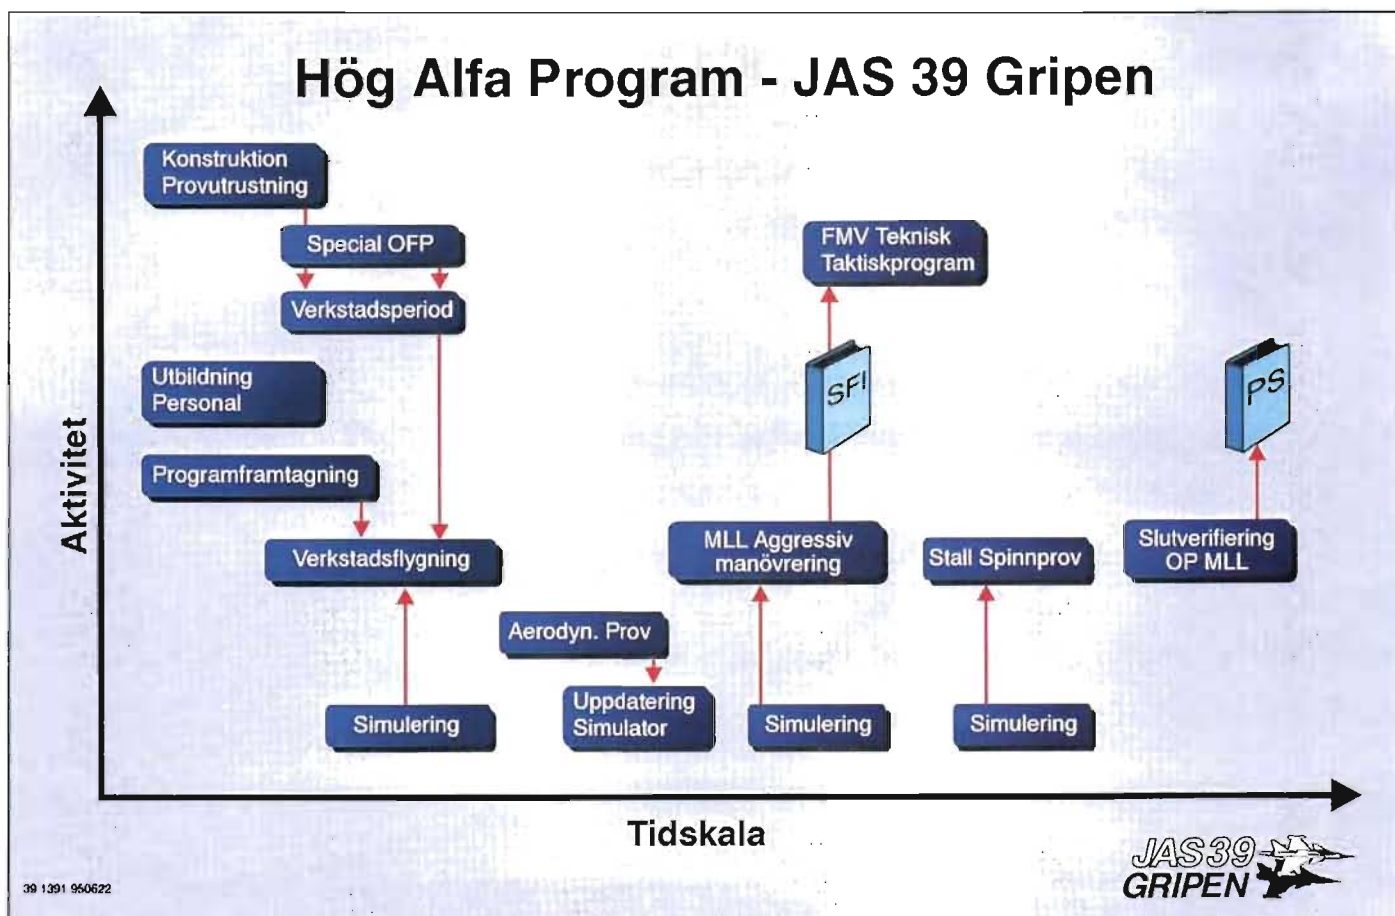 Hög Alfa Program - JAS 39 Gripen
Konstruktion
Provutrustning
Special OFP
Verkstadsperiod
FMV Teknisk
Taktiskprogram
Utbildning
Personal
SFI
PS
Programframtagning
Aktivitet
Verkstadsflygning
MLL Aggressiv
manövrering
Stall Spinnprov
Slutverifiering
OP MLL
Aerodyn. Prov
Uppdatering
Simulator
Simulering
Simulering
Simulering
Tidskala
JAS 39
GRIPEN
39 1391 950622